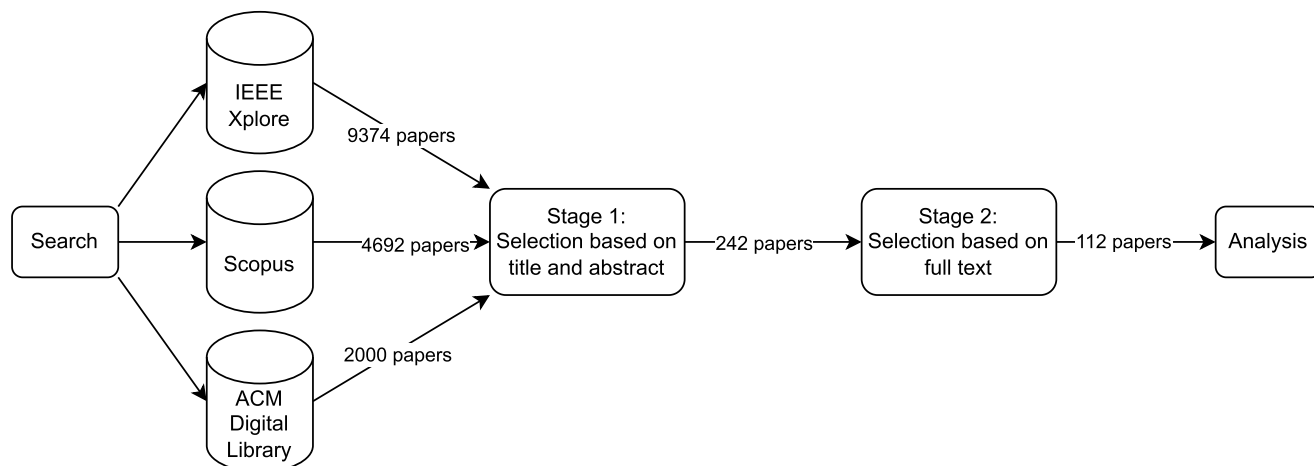 IEEE
Xplore
9374 papers
Search
Scopus
4692 papers
ACM
Digital
Library
2000 papers
Stage 1:
Selection based on
title and abstract
242 papers
Stage 2:
Selection based on
full text
112 papers
Analysis